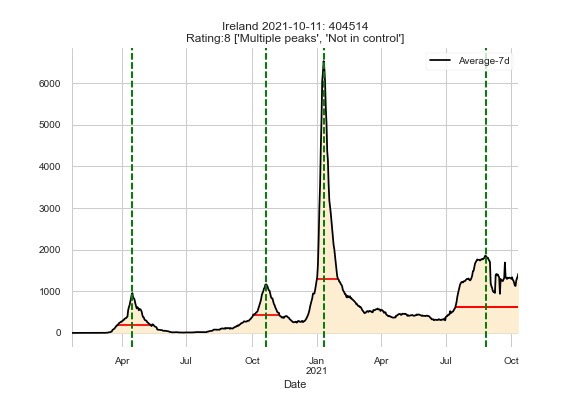 Ireland 2021-10-11: 404514
Rating:8 ['Multiple peaks', 'Not in control']
Average-7d
6000
5000
4000
3000
2000
1000
0
Apr Jul Oct Jan Apr Jul Oct
2021
Date